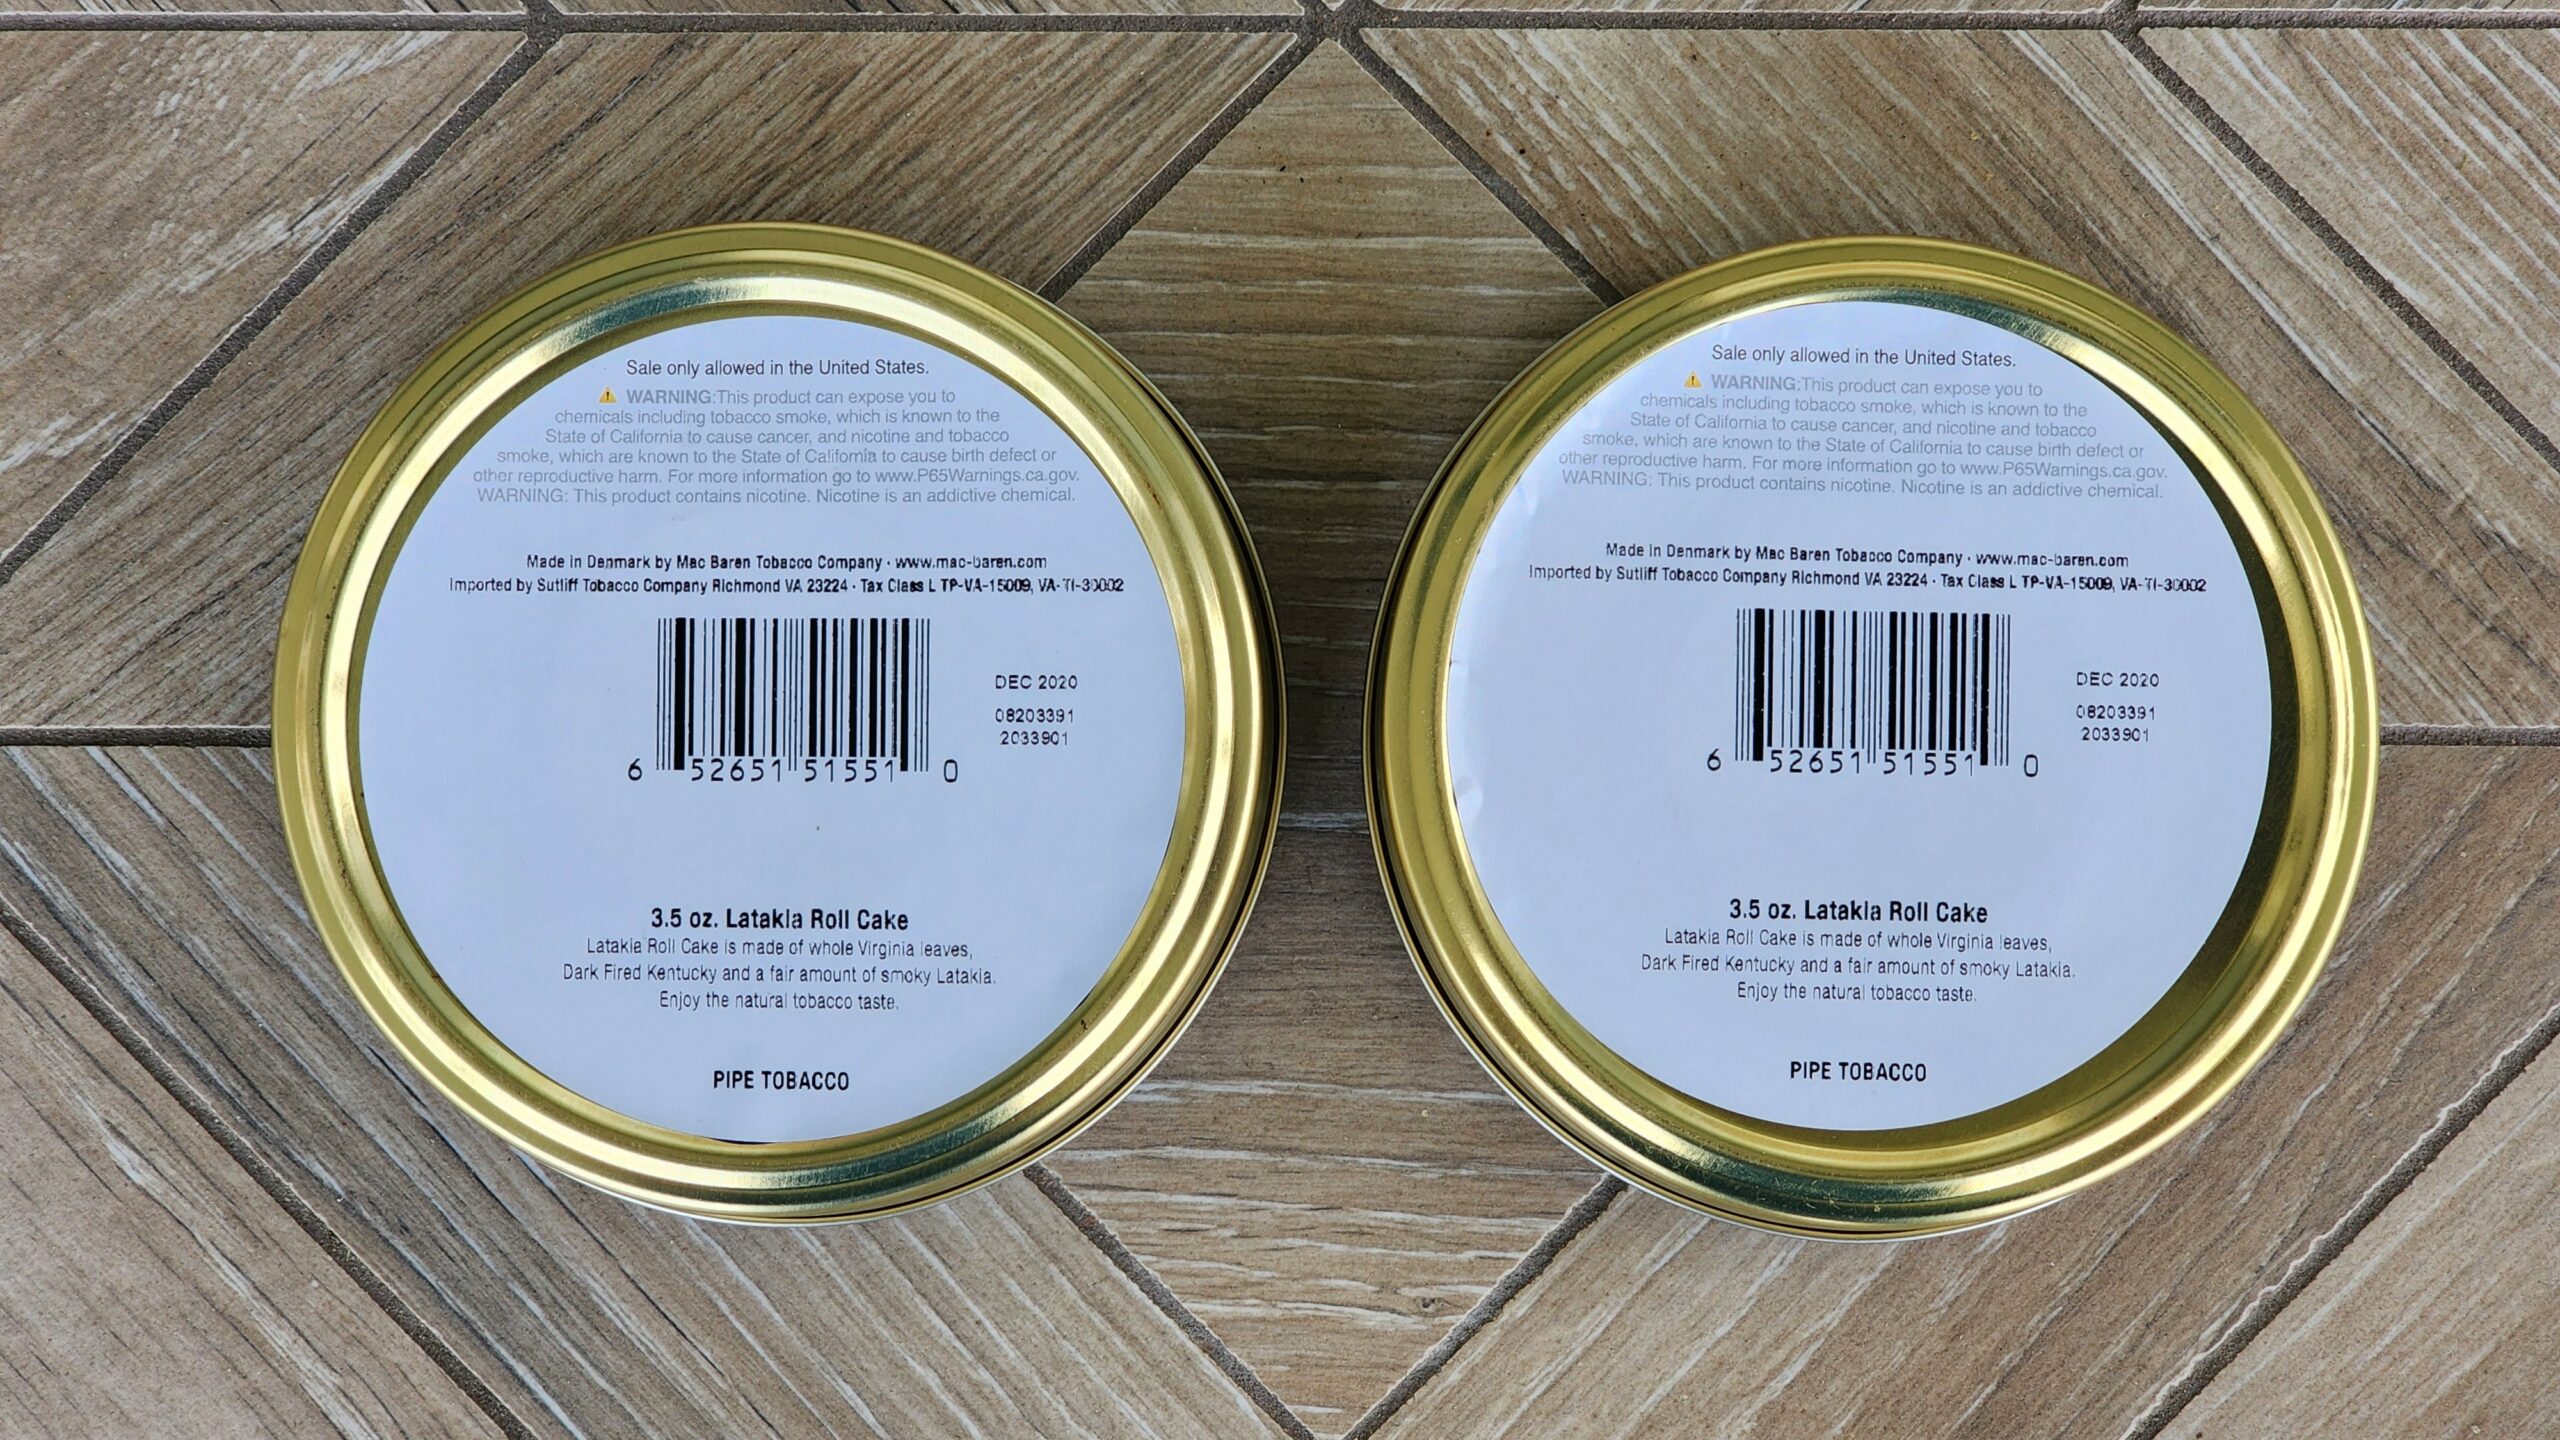 Sale only allowed in the United States.
⚠ WARNING:This product can expose you to
chemicals including tobacco smoke, which is known to the
State of California to cause cancer, and nicotine and tobacco
smoke, which are known to the State of California to cause birth defect or
other reproductive harm. For more information go to www.P65Warnings.ca.gov.
WARNING: This product contains nicotine. Nicotine is an addictive chemical.
Made in Denmark by Mac Baren Tobacco Company · www.mac-baren.com
Imported by Sutliff Tobacco Company Richmond VA 23224 · Tax Class L TP-VA-15009, VA-TI-30002
DEC 2020
08203391
2033901
6 52651 51551 0
3.5 oz. Latakia Roll Cake
Latakia Roll Cake is made of whole Virginia leaves,
Dark Fired Kentucky and a fair amount of smoky Latakia.
Enjoy the natural tobacco taste.
PIPE TOBACCO
Sale only allowed in the United States.
⚠ WARNING:This product can expose you to
chemicals including tobacco smoke, which is known to the
State of California to cause cancer, and nicotine and tobacco
smoke, which are known to the State of California to cause birth defect or
other reproductive harm. For more information go to www.P65Warnings.ca.gov.
WARNING: This product contains nicotine. Nicotine is an addictive chemical.
Made in Denmark by Mac Baren Tobacco Company · www.mac-baren.com
Imported by Sutliff Tobacco Company Richmond VA 23224 · Tax Class L TP-VA-15009, VA-TI-30002
DEC 2020
08203391
2033901
6 52651 51551 0
3.5 oz. Latakia Roll Cake
Latakia Roll Cake is made of whole Virginia leaves,
Dark Fired Kentucky and a fair amount of smoky Latakia.
Enjoy the natural tobacco taste.
PIPE TOBACCO